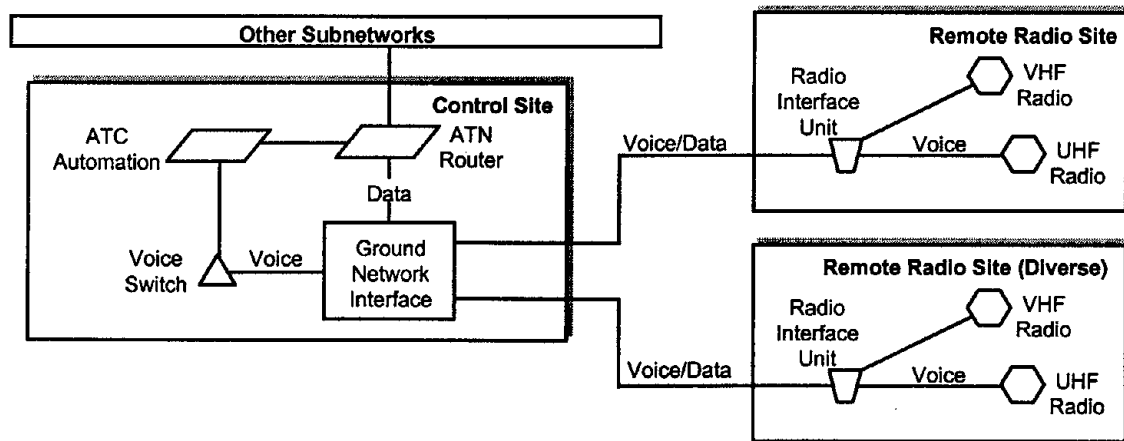 Other Subnetworks
Control Site
ATC
Automation
ATN
Router
Data
Voice
Switch
Voice
Ground
Network
Interface
Voice/Data
Voice/Data
Remote Radio Site
Radio
Interface
Unit
VHF
Radio
Voice
UHF
Radio
Remote Radio Site (Diverse)
Radio
Interface
Unit
VHF
Radio
Voice
UHF
Radio